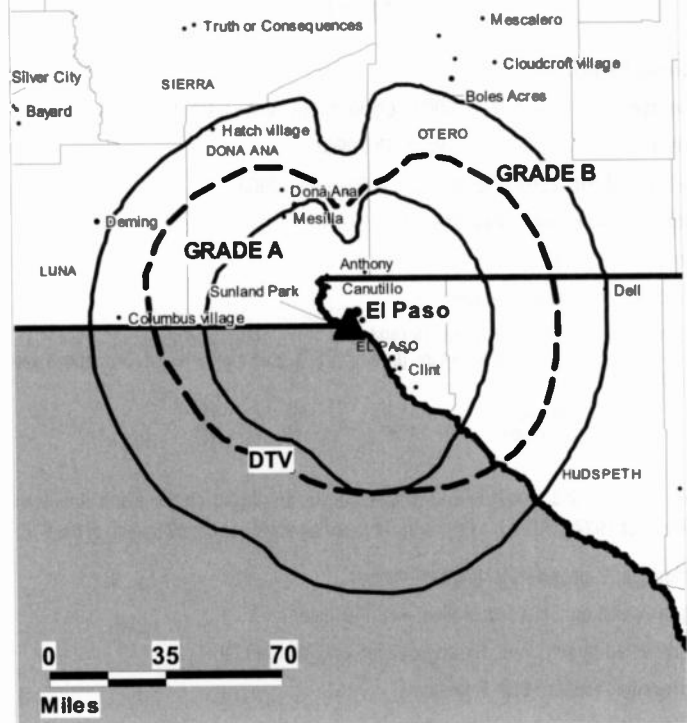 Mescalero
Truth or Consequences
Cloudcroft village
Silver City
SIERRA
Boles Acres
Bayard
Hatch village
OTERO
DONA ANA
GRADE B
Dona Ana
Mesilla
Deming
GRADE A
LUNA
Anthony
Canutillo
Dell
Sunland Park
El Paso
Columbus village
EL PASO
Clint
DTV
HUDSPETH
0 35 70
Miles